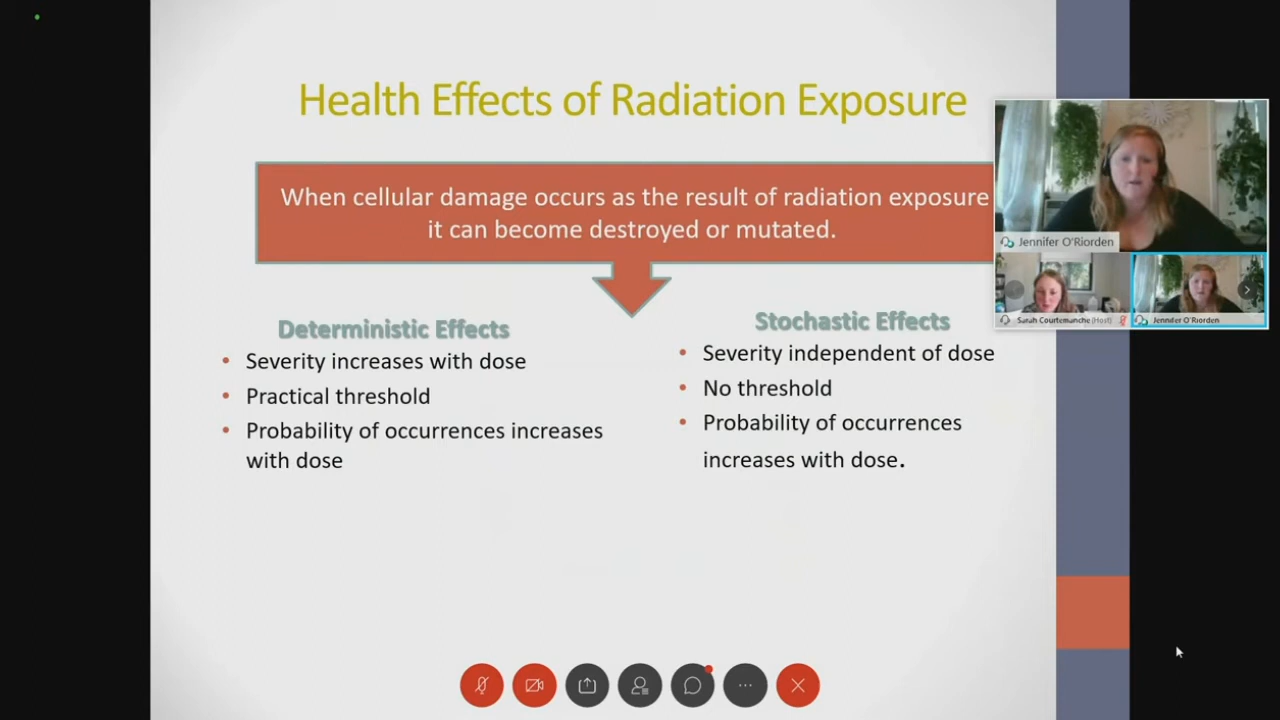 Health Effects of Radiation Exposure
When cellular damage occurs as the result of radiation exposure
it can become destroyed or mutated.
Jennifer O'Riorden
Sarah Courtemanche (Host)
Jennifer O'Riorden
Deterministic Effects
• Severity increases with dose
• Practical threshold
• Probability of occurrences increases
with dose
Stochastic Effects
• Severity independent of dose
• No threshold
• Probability of occurrences
increases with dose.